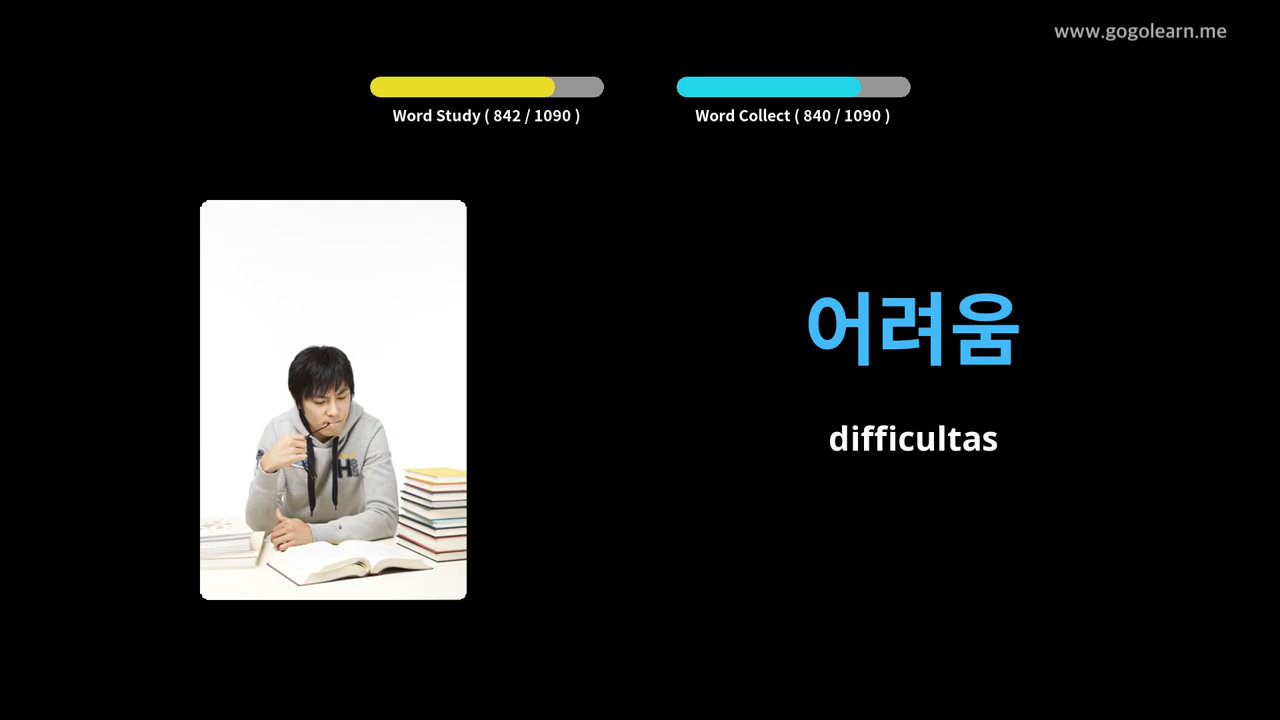 www.gogolearn.me
Word Study ( 842 / 1090 )
Word Collect ( 840 / 1090 )
어려움
difficultas
H